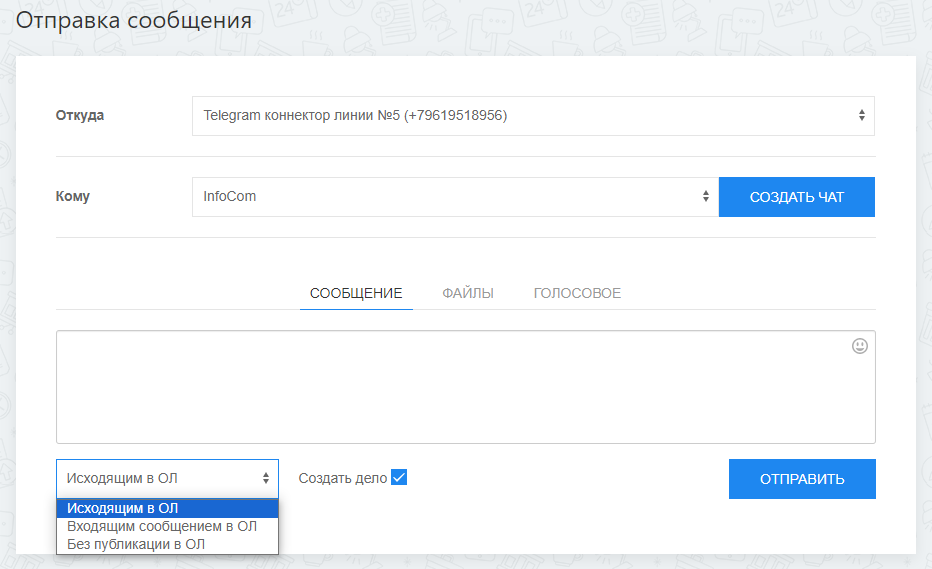 Отправка сообщения
Откуда
Telegram коннектор линии №5 (+79619518956)
Кому
InfoCom
СОЗДАТЬ ЧАТ
СООБЩЕНИЕ ФАЙЛЫ ГОЛОСОВОЕ
Исходящим в ОЛ
Создать дело
ОТПРАВИТЬ
Исходящим в ОЛ
Входящим сообщением в ОЛ
Без публикации в ОЛ